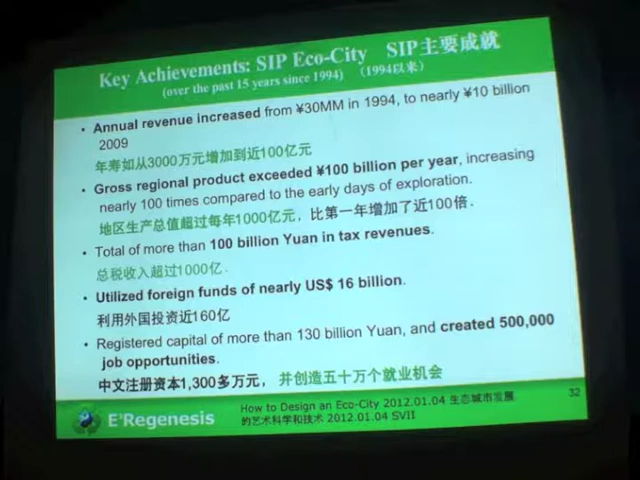 Key Achievements: SIP Eco-City SIP主要成就
(over the past 15 years since 1994) （1994以来）
• Annual revenue increased from ¥30MM in 1994, to nearly ¥10 billion
2009
年寿如从3000万元增加到近100亿元
• Gross regional product exceeded ¥100 billion per year, increasing
nearly 100 times compared to the early days of exploration.
地区生产总值超过每年1000亿元，比第一年增加了近100倍.
• Total of more than 100 billion Yuan in tax revenues.
总税收入超过1000亿.
• Utilized foreign funds of nearly US$ 16 billion.
利用外国投资近160亿
• Registered capital of more than 130 billion Yuan, and created 500,000
job opportunities.
中文注册资本1,300多万元，并创造五十万个就业机会
E'Regenesis
How to Design an Eco-City 2012.01.04 生态城市发展
的艺术科学和技术 2012.01.04 SVII
32